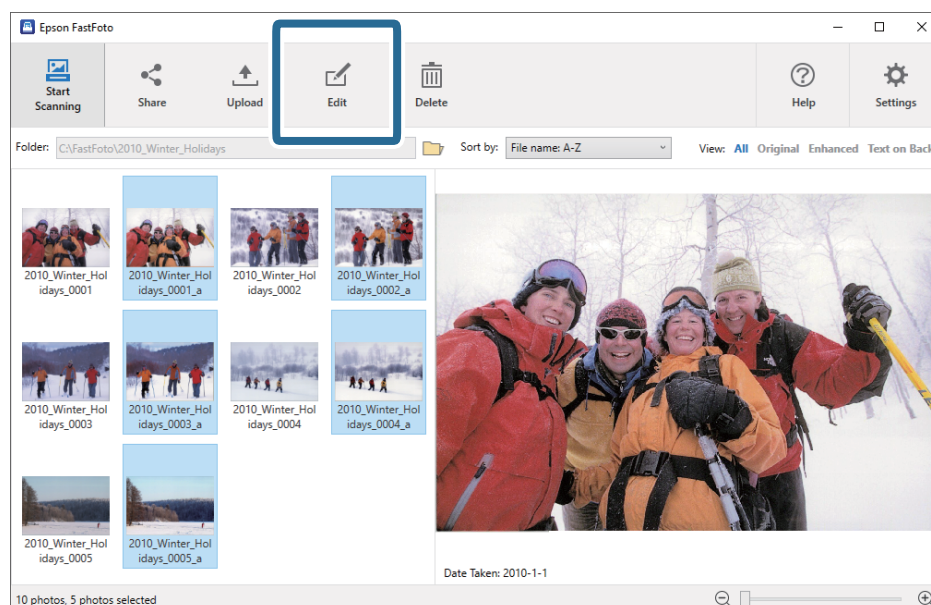 Epson FastFoto
Start
Scanning
Share
Upload
Edit
Delete
Help
Settings
Folder: C:\FastFoto\2010_Winter_Holidays
Sort by: File name: A-Z
View: All Original Enhanced Text on Back
2010_Winter_Hol
idays_0001
2010_Winter_Hol
idays_0001_a
2010_Winter_Hol
idays_0002
2010_Winter_Hol
idays_0002_a
2010_Winter_Hol
idays_0003
2010_Winter_Hol
idays_0003_a
2010_Winter_Hol
idays_0004
2010_Winter_Hol
idays_0004_a
2010_Winter_Hol
idays_0005
2010_Winter_Hol
idays_0005_a
Date Taken: 2010-1-1
10 photos, 5 photos selected